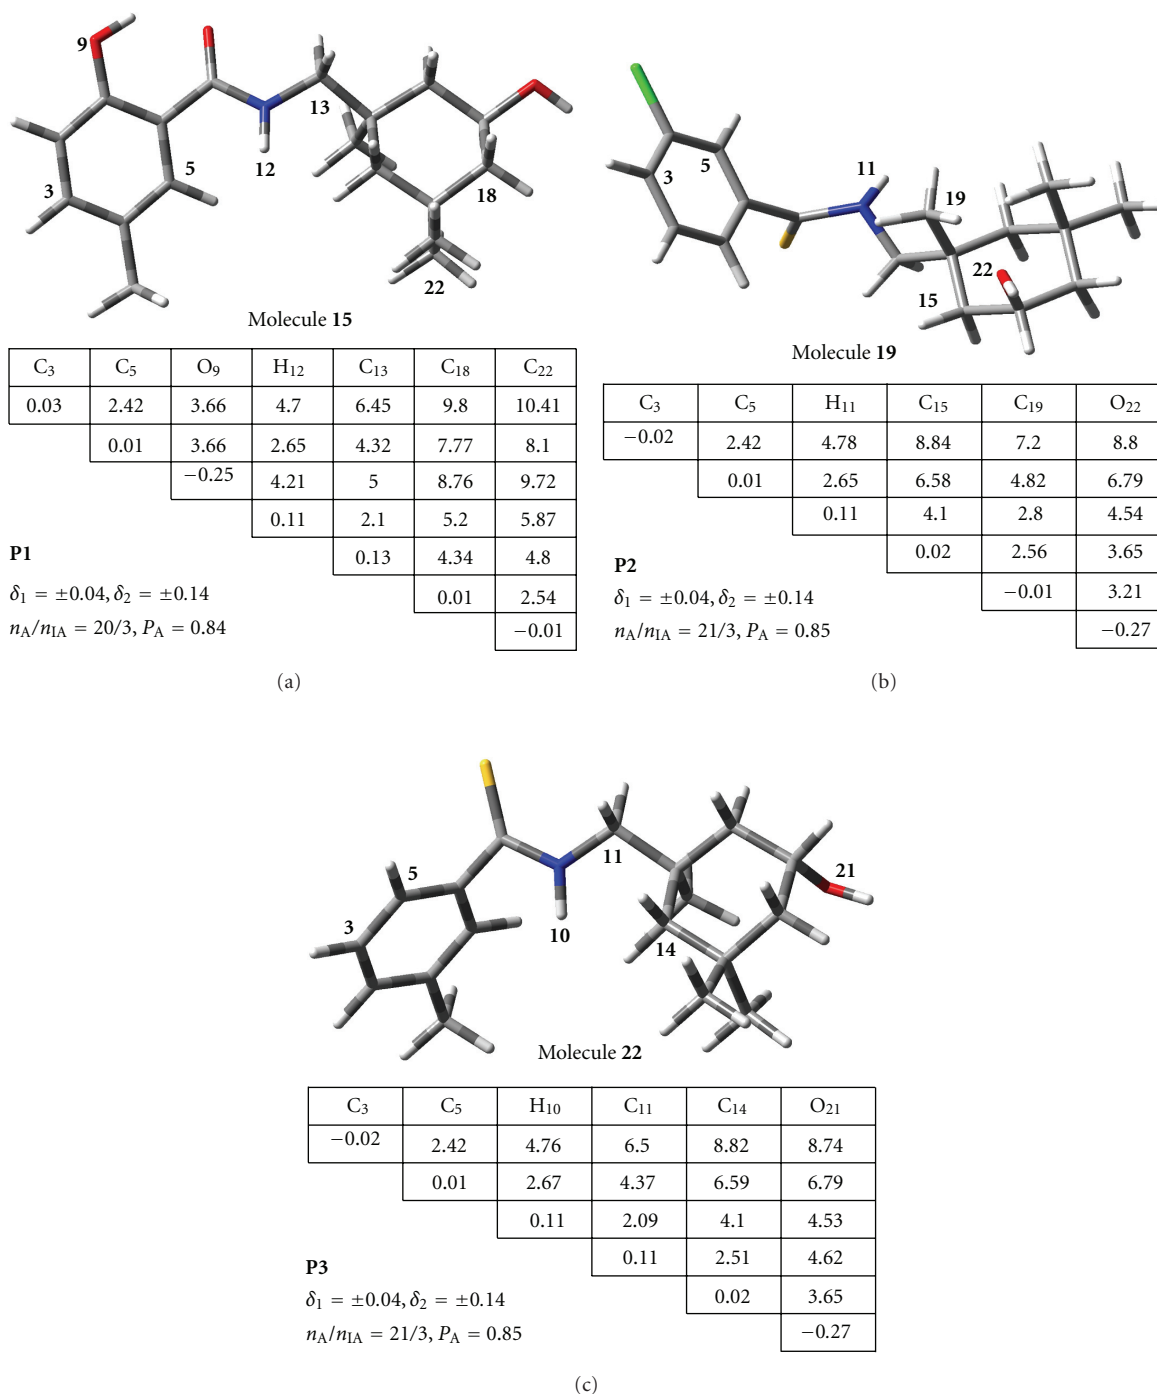 9
13
3
5
12
18
22
Molecule 15
C3 C5 O9 H12 C13 C18 C22
0.03 2.42 3.66 4.7 6.45 9.8 10.41
0.01 3.66 2.65 4.32 7.77 8.1
−0.25 4.21 5 8.76 9.72
0.11 2.1 5.2 5.87
0.13 4.34 4.8
0.01 2.54
−0.01
P1
δ1 = ±0.04, δ2 = ±0.14
nA/nIA = 20/3, PA = 0.84
(a)
5
3
11
19
22
15
Molecule 19
C3 C5 H11 C15 C19 O22
−0.02 2.42 4.78 8.84 7.2 8.8
0.01 2.65 6.58 4.82 6.79
0.11 4.1 2.8 4.54
0.02 2.56 3.65
−0.01 3.21
−0.27
P2
δ1 = ±0.04, δ2 = ±0.14
nA/nIA = 21/3, PA = 0.85
(b)
11
5
21
3
10
14
Molecule 22
C3 C5 H10 C11 C14 O21
−0.02 2.42 4.76 6.5 8.82 8.74
0.01 2.67 4.37 6.59 6.79
0.11 2.09 4.1 4.53
0.11 2.51 4.62
0.02 3.65
−0.27
P3
δ1 = ±0.04, δ2 = ±0.14
nA/nIA = 21/3, PA = 0.85
(c)